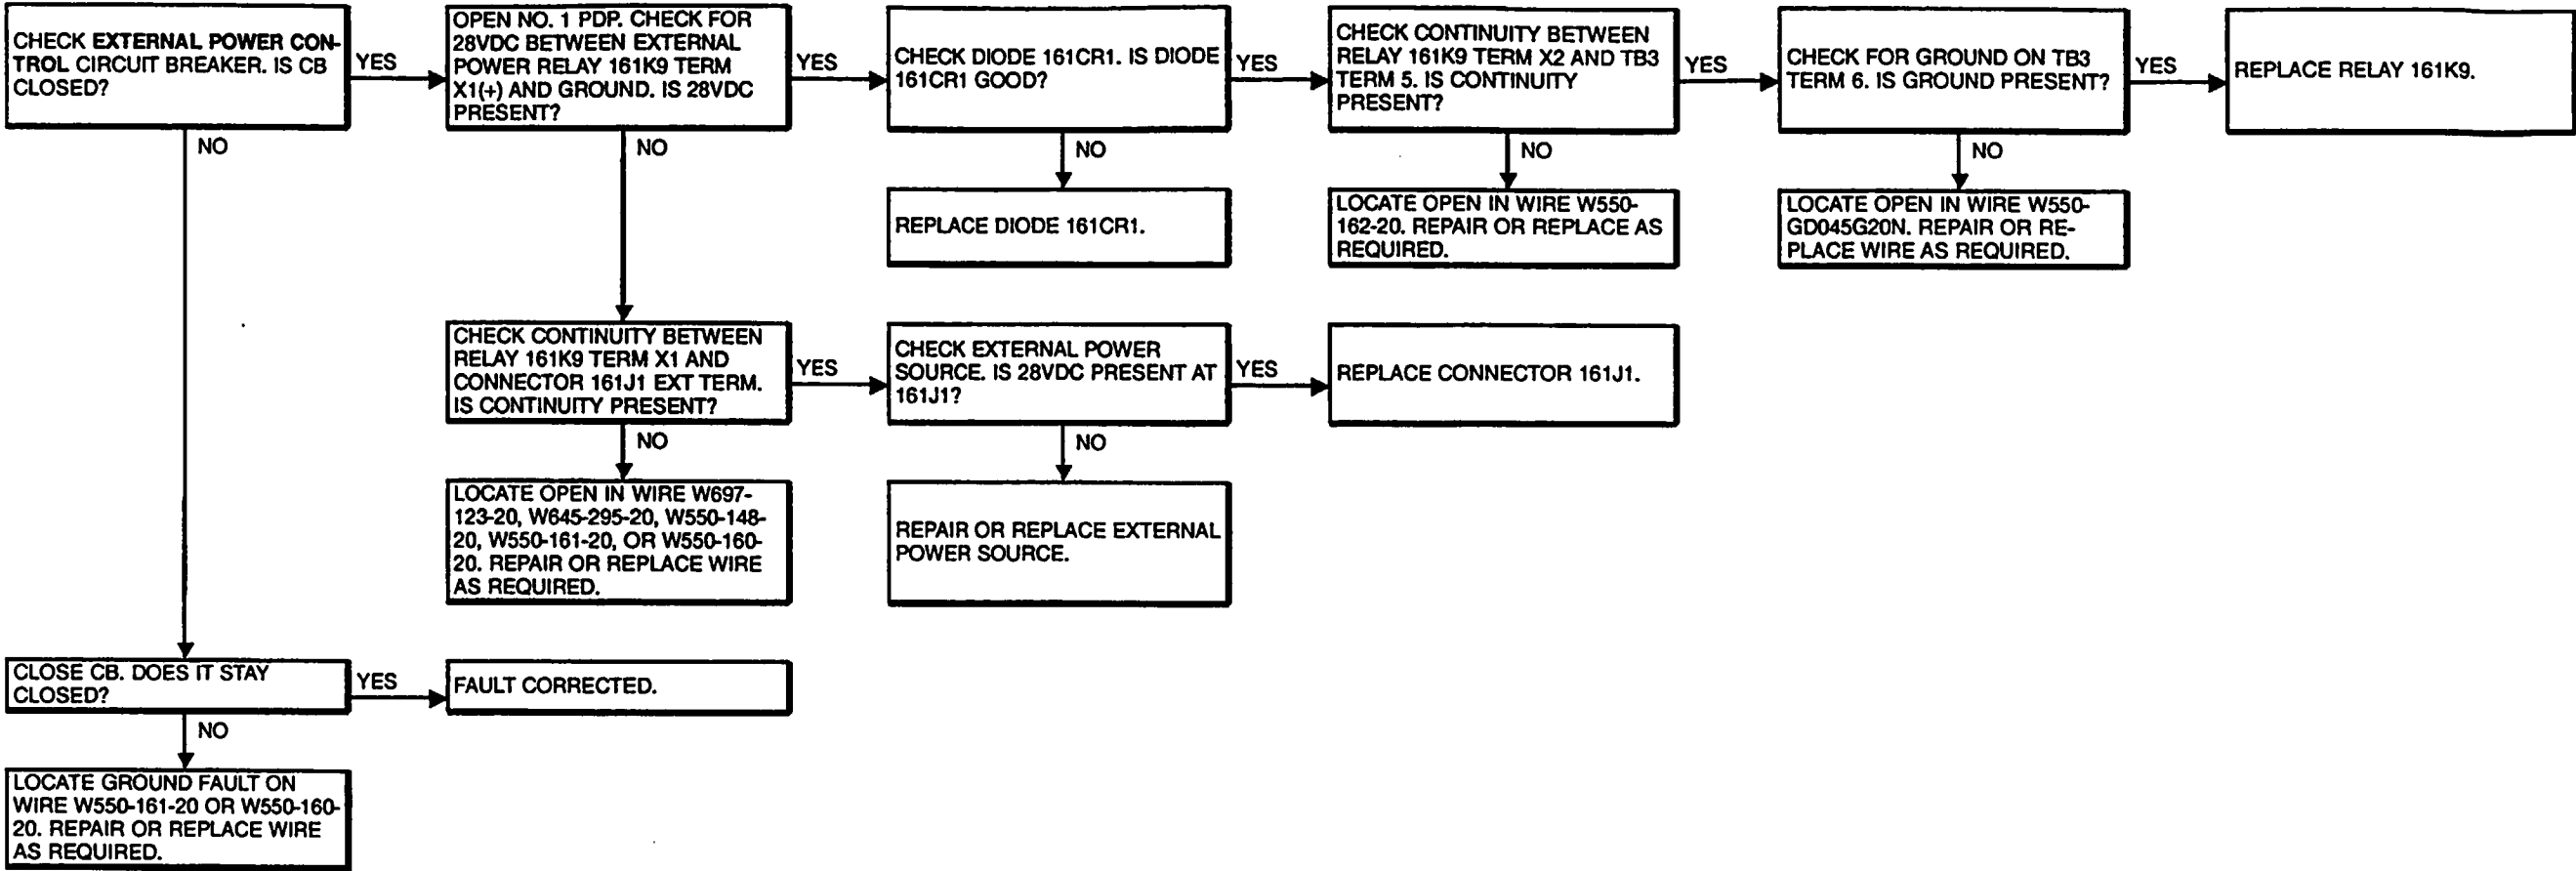 CHECK EXTERNAL POWER CON-
TROL CIRCUIT BREAKER. IS CB
CLOSED?
YES
OPEN NO. 1 PDP. CHECK FOR
28VDC BETWEEN EXTERNAL
POWER RELAY 161K9 TERM
X1(+) AND GROUND. IS 28VDC
PRESENT?
YES
CHECK DIODE 161CR1. IS DIODE
161CR1 GOOD?
YES
CHECK CONTINUITY BETWEEN
RELAY 161K9 TERM X2 AND TB3
TERM 5. IS CONTINUITY
PRESENT?
YES
CHECK FOR GROUND ON TB3
TERM 6. IS GROUND PRESENT?
YES
REPLACE RELAY 161K9.
NO
NO
NO
NO
NO
REPLACE DIODE 161CR1.
LOCATE OPEN IN WIRE W550-
162-20. REPAIR OR REPLACE AS
REQUIRED.
LOCATE OPEN IN WIRE W550-
GD045G20N. REPAIR OR RE-
PLACE WIRE AS REQUIRED.
CHECK CONTINUITY BETWEEN
RELAY 161K9 TERM X1 AND
CONNECTOR 161J1 EXT TERM.
IS CONTINUITY PRESENT?
YES
CHECK EXTERNAL POWER
SOURCE. IS 28VDC PRESENT AT
161J1?
YES
REPLACE CONNECTOR 161J1.
NO
NO
LOCATE OPEN IN WIRE W697-
123-20, W645-295-20, W550-148-
20, W550-161-20, OR W550-160-
20. REPAIR OR REPLACE WIRE
AS REQUIRED.
REPAIR OR REPLACE EXTERNAL
POWER SOURCE.
CLOSE CB. DOES IT STAY
CLOSED?
YES
FAULT CORRECTED.
NO
LOCATE GROUND FAULT ON
WIRE W550-161-20 OR W550-160-
20. REPAIR OR REPLACE WIRE
AS REQUIRED.